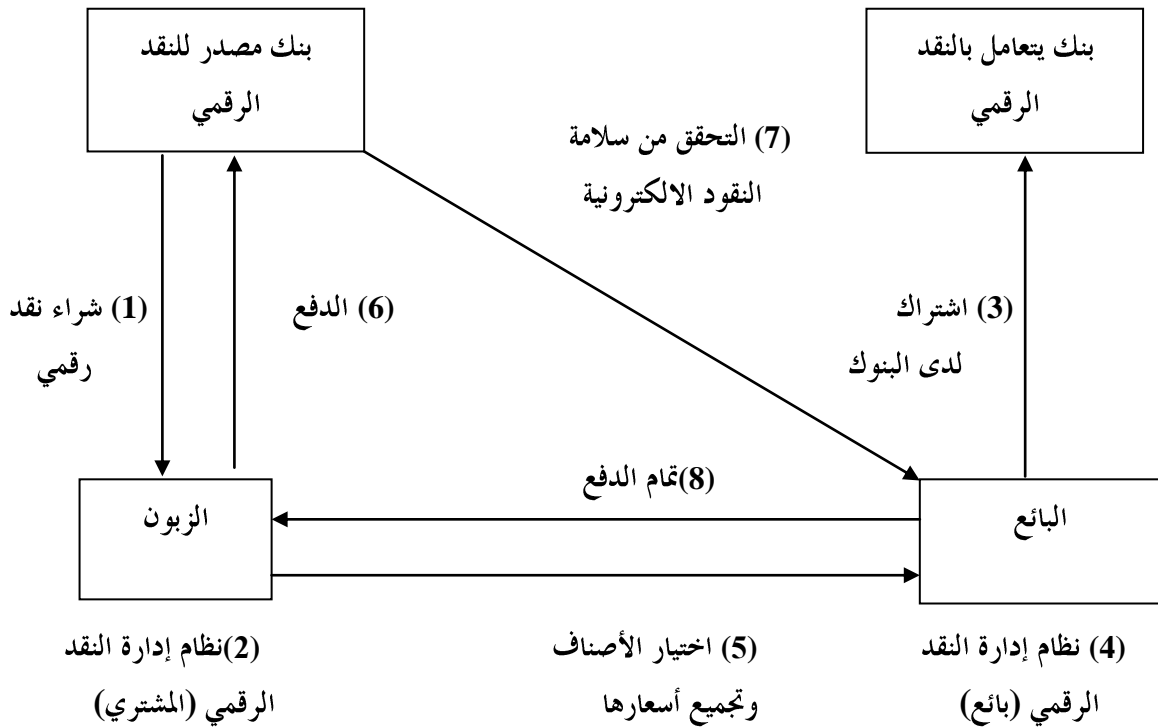 بنك مصدر للنقد
الرقمي
بنك يتعامل بالنقد
الرقمي
(7) التحقق من سلامة
النقود الالكترونية
(1) شراء نقد
رقمي
(6) الدفع
(3) اشتراك
لدى البنوك
(8)تمام الدفع
الزبون
البائع
(2)نظام إدارة النقد
الرقمي (المشتري)
(5) اختيار الأصناف
وتجميع أسعارها
(4) نظام إدارة النقد
الرقمي (بائع)